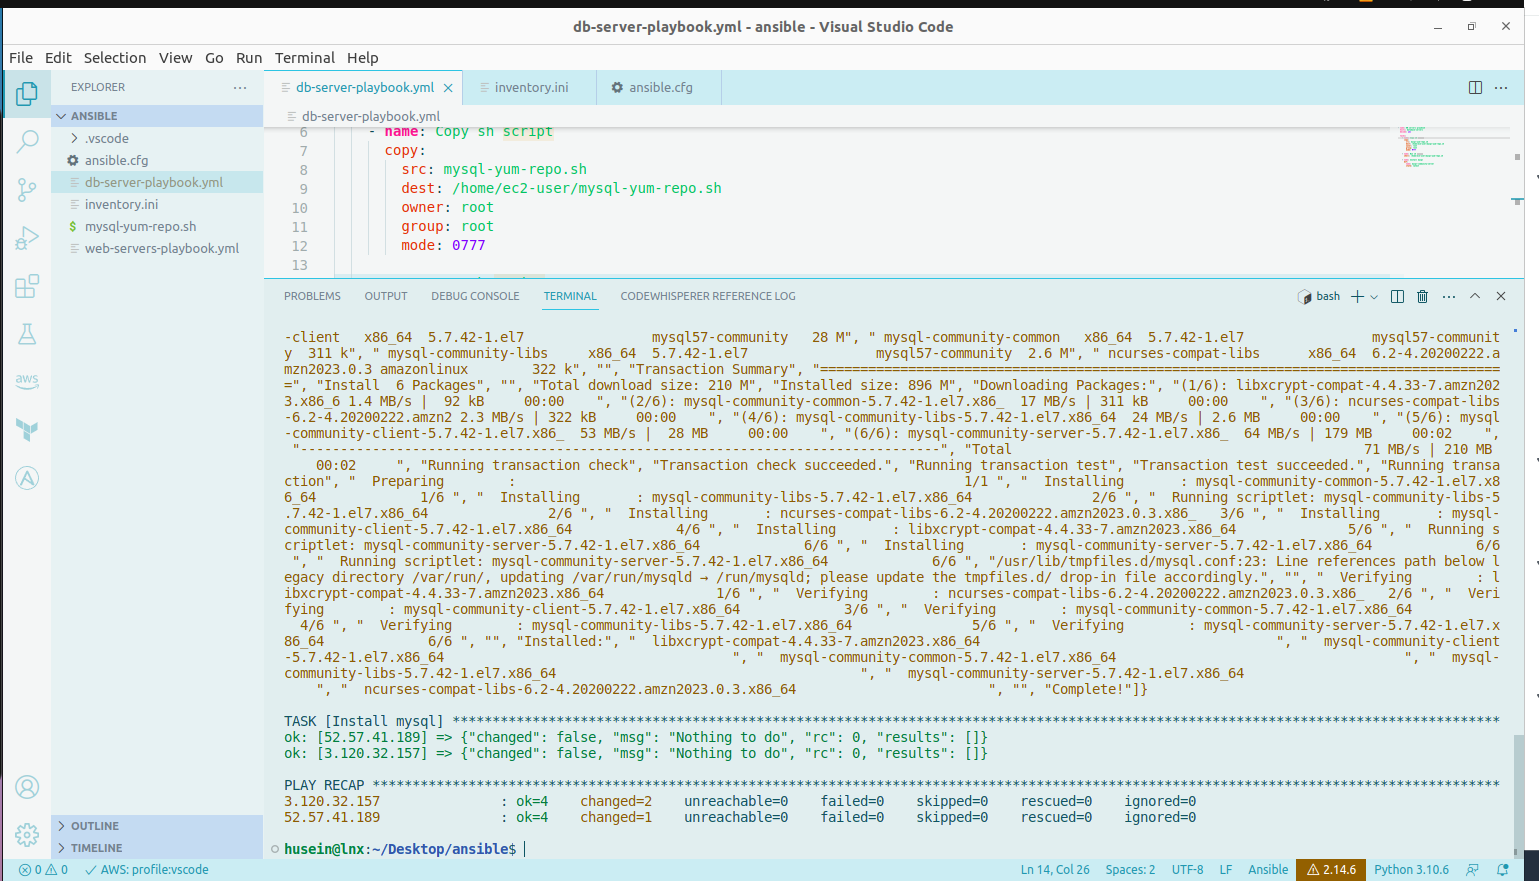 db-server-playbook.yml - ansible - Visual Studio Code
File Edit Selection View Go Run Terminal Help
EXPLORER
ANSIBLE
.vscode
ansible.cfg
db-server-playbook.yml
inventory.ini
$ mysql-yum-repo.sh
web-servers-playbook.yml
OUTLINE
TIMELINE
db-server-playbook.yml inventory.ini ansible.cfg
db-server-playbook.yml
6 - name: Copy sh script
7 copy:
8 src: mysql-yum-repo.sh
9 dest: /home/ec2-user/mysql-yum-repo.sh
10 owner: root
11 group: root
12 mode: 0777
13
PROBLEMS OUTPUT DEBUG CONSOLE TERMINAL CODEWHISPERER REFERENCE LOG bash
-client x86_64 5.7.42-1.el7 mysql57-community 28 M", " mysql-community-common x86_64 5.7.42-1.el7 mysql57-communit
y 311 k", " mysql-community-libs x86_64 5.7.42-1.el7 mysql57-community 2.6 M", " ncurses-compat-libs x86_64 6.2-4.20200222.a
mzn2023.0.3 amazonlinux 322 k", "", "Transaction Summary", "=====================================================================================
=", "Install 6 Packages", "", "Total download size: 210 M", "Installed size: 896 M", "Downloading Packages:", "(1/6): libxcrypt-compat-4.4.33-7.amzn202
3.x86_6 1.4 MB/s | 92 kB 00:00 ", "(2/6): mysql-community-common-5.7.42-1.el7.x86_ 17 MB/s | 311 kB 00:00 ", "(3/6): ncurses-compat-libs
-6.2-4.20200222.amzn2 2.3 MB/s | 322 kB 00:00 ", "(4/6): mysql-community-libs-5.7.42-1.el7.x86_64 24 MB/s | 2.6 MB 00:00 ", "(5/6): mysql
-community-client-5.7.42-1.el7.x86_ 53 MB/s | 28 MB 00:00 ", "(6/6): mysql-community-server-5.7.42-1.el7.x86_ 64 MB/s | 179 MB 00:02 ",
"--------------------------------------------------------------------------------", "Total 71 MB/s | 210 MB
00:02 ", "Running transaction check", "Transaction check succeeded.", "Running transaction test", "Transaction test succeeded.", "Running transa
ction", " Preparing : 1/1 ", " Installing : mysql-community-common-5.7.42-1.el7.x8
6_64 1/6 ", " Installing : mysql-community-libs-5.7.42-1.el7.x86_64 2/6 ", " Running scriptlet: mysql-community-libs-5
.7.42-1.el7.x86_64 2/6 ", " Installing : ncurses-compat-libs-6.2-4.20200222.amzn2023.0.3.x86_ 3/6 ", " Installing : mysql-
community-client-5.7.42-1.el7.x86_64 4/6 ", " Installing : libxcrypt-compat-4.4.33-7.amzn2023.x86_64 5/6 ", " Running s
criptlet: mysql-community-server-5.7.42-1.el7.x86_64 6/6 ", " Installing : mysql-community-server-5.7.42-1.el7.x86_64 6/6
", " Running scriptlet: mysql-community-server-5.7.42-1.el7.x86_64 6/6 ", "/usr/lib/tmpfiles.d/mysql.conf:23: Line references path below l
egacy directory /var/run/, updating /var/run/mysqld → /run/mysqld; please update the tmpfiles.d/ drop-in file accordingly.", "", " Verifying : l
ibxcrypt-compat-4.4.33-7.amzn2023.x86_64 1/6 ", " Verifying : ncurses-compat-libs-6.2-4.20200222.amzn2023.0.3.x86_ 2/6 ", " Veri
fying : mysql-community-client-5.7.42-1.el7.x86_64 3/6 ", " Verifying : mysql-community-common-5.7.42-1.el7.x86_64
4/6 ", " Verifying : mysql-community-libs-5.7.42-1.el7.x86_64 5/6 ", " Verifying : mysql-community-server-5.7.42-1.el7.x
86_64 6/6 ", "", "Installed:", " libxcrypt-compat-4.4.33-7.amzn2023.x86_64 ", " mysql-community-client
-5.7.42-1.el7.x86_64 ", " mysql-community-common-5.7.42-1.el7.x86_64 ", " mysql-
community-libs-5.7.42-1.el7.x86_64 ", " mysql-community-server-5.7.42-1.el7.x86_64
", " ncurses-compat-libs-6.2-4.20200222.amzn2023.0.3.x86_64 ", "", "Complete!"]}
TASK [Install mysql] ***********************************************************************************************************************************
ok: [52.57.41.189] => {"changed": false, "msg": "Nothing to do", "rc": 0, "results": []}
ok: [3.120.32.157] => {"changed": false, "msg": "Nothing to do", "rc": 0, "results": []}
PLAY RECAP *********************************************************************************************************************************************
3.120.32.157 : ok=4 changed=2 unreachable=0 failed=0 skipped=0 rescued=0 ignored=0
52.57.41.189 : ok=4 changed=1 unreachable=0 failed=0 skipped=0 rescued=0 ignored=0
husein@lnx:~/Desktop/ansible$
aws
0 0 AWS: profile:vscode Ln 14, Col 26 Spaces: 2 UTF-8 LF Ansible 2.14.6 Python 3.10.6